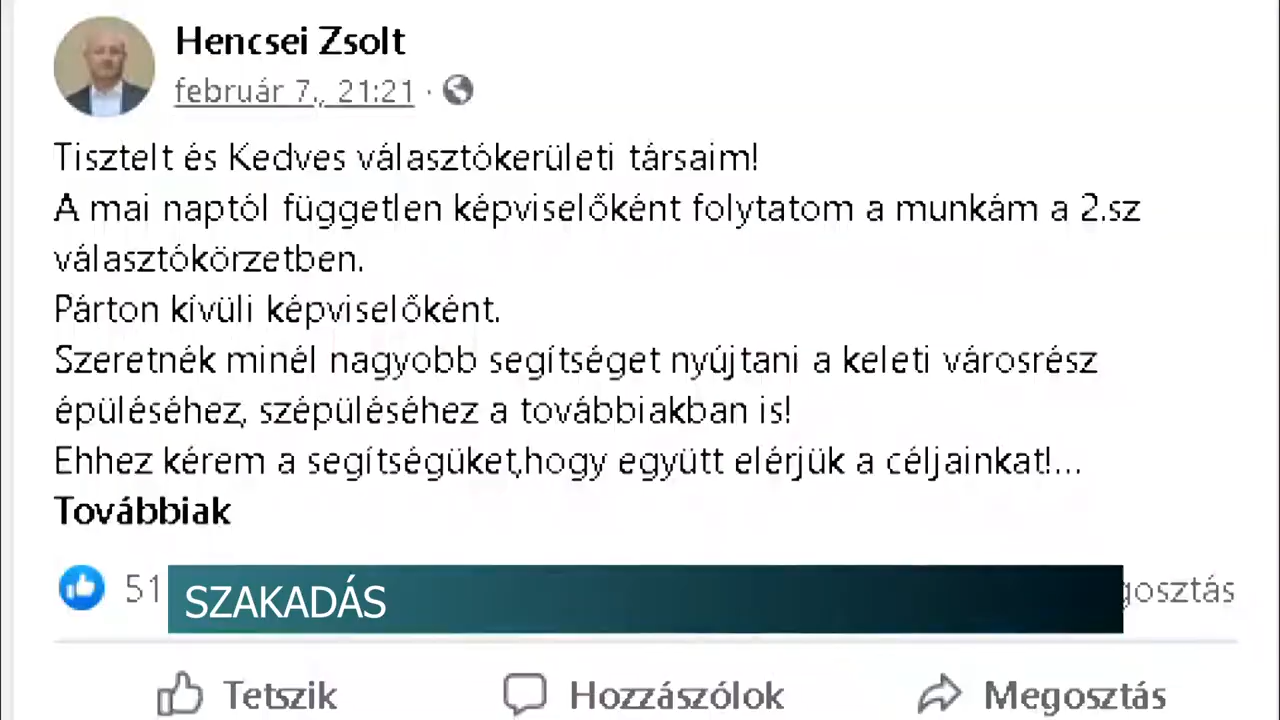 Hencsei Zsolt
február 7., 21:21 ·
Tisztelt és Kedves választókerületi társaim!
A mai naptól független képviselőként folytatom a munkám a 2.sz
választókörzetben.
Párton kívüli képviselőként.
Szeretnék minél nagyobb segítséget nyújtani a keleti városrész
épüléséhez, szépüléséhez a továbbiakban is!
Ehhez kérem a segítségüket,hogy együtt elérjük a céljainkat!...
Továbbiak
51 SZAKADÁS gosztás
Tetszik Hozzászólok Megosztás